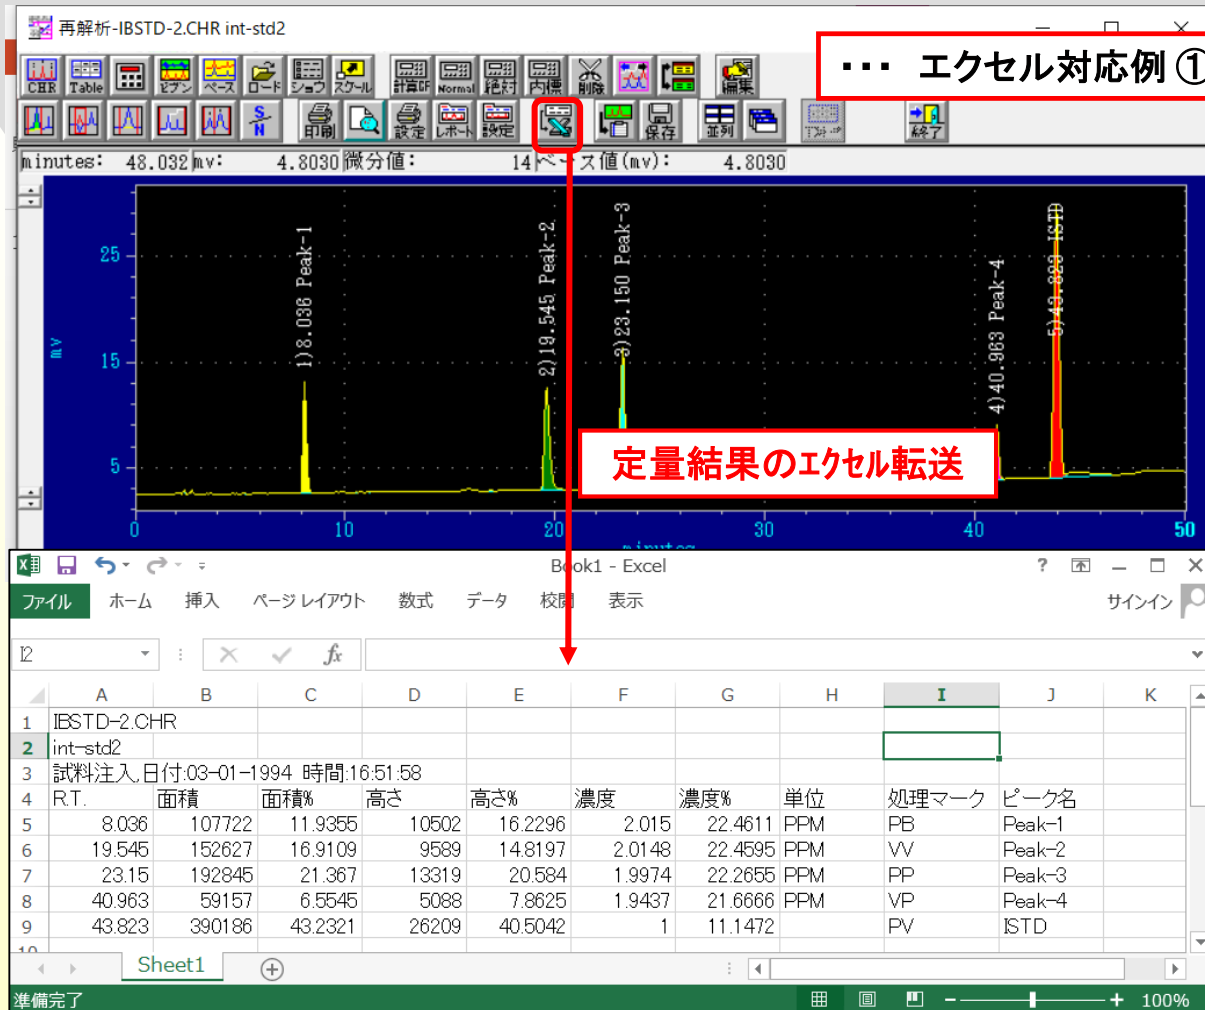 再解析-IBSTD-2.CHR int-std2
･･･ エクセル対応例 ①
CHR Table ピブン ベース ロード ショウ スケール 計算CF Normal 絶対 内標 削除 編集
S/N 印刷 設定 レポート 設定 保存 並列 終了
minutes: 48.032 mv: 4.8030 微分値: 14 ベース値(mv): 4.8030
1)8.036 Peak-1
2)19.545 Peak-2
3)23.150 Peak-3
4)40.963 Peak-4
5)43.823 ISTD
mv
25
15
5
定量結果のエクセル転送
0 10 20 30 40 50
minutes
Book1 - Excel ?
ファイル ホーム 挿入 ページ レイアウト 数式 データ 校閲 表示 サインイン
I2 fx
A B C D E F G H I J K
1 IBSTD-2.CHR
2 int-std2
3 試料注入,日付:03-01-1994 時間:16:51:58
4 R.T. 面積 面積% 高さ 高さ% 濃度 濃度% 単位 処理マーク ピーク名
5 8.036 107722 11.9355 10502 16.2296 2.015 22.4611 PPM PB Peak-1
6 19.545 152627 16.9109 9589 14.8197 2.0148 22.4595 PPM VV Peak-2
7 23.15 192845 21.367 13319 20.584 1.9974 22.2655 PPM PP Peak-3
8 40.963 59157 6.5545 5088 7.8625 1.9437 21.6666 PPM VP Peak-4
9 43.823 390186 43.2321 26209 40.5042 1 11.1472 PV ISTD
10
Sheet1
準備完了 100%